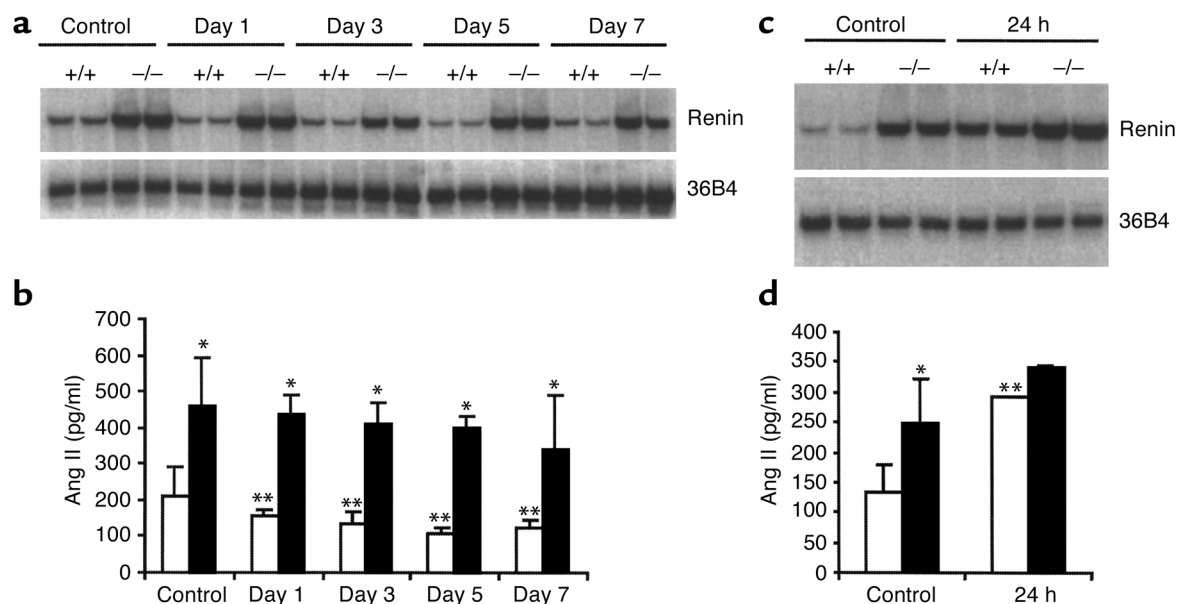 a
Control Day 1 Day 3 Day 5 Day 7
+/+ –/– +/+ –/– +/+ –/– +/+ –/– +/+ –/–
Renin
36B4
b
Ang II (pg/ml)
700
600
500
400
300
200
100
0
* * * * *
** ** ** **
Control Day 1 Day 3 Day 5 Day 7
c
Control 24 h
+/+ –/– +/+ –/–
Renin
36B4
d
Ang II (pg/ml)
400
350
300
250
200
150
100
50
0
* **
Control 24 h